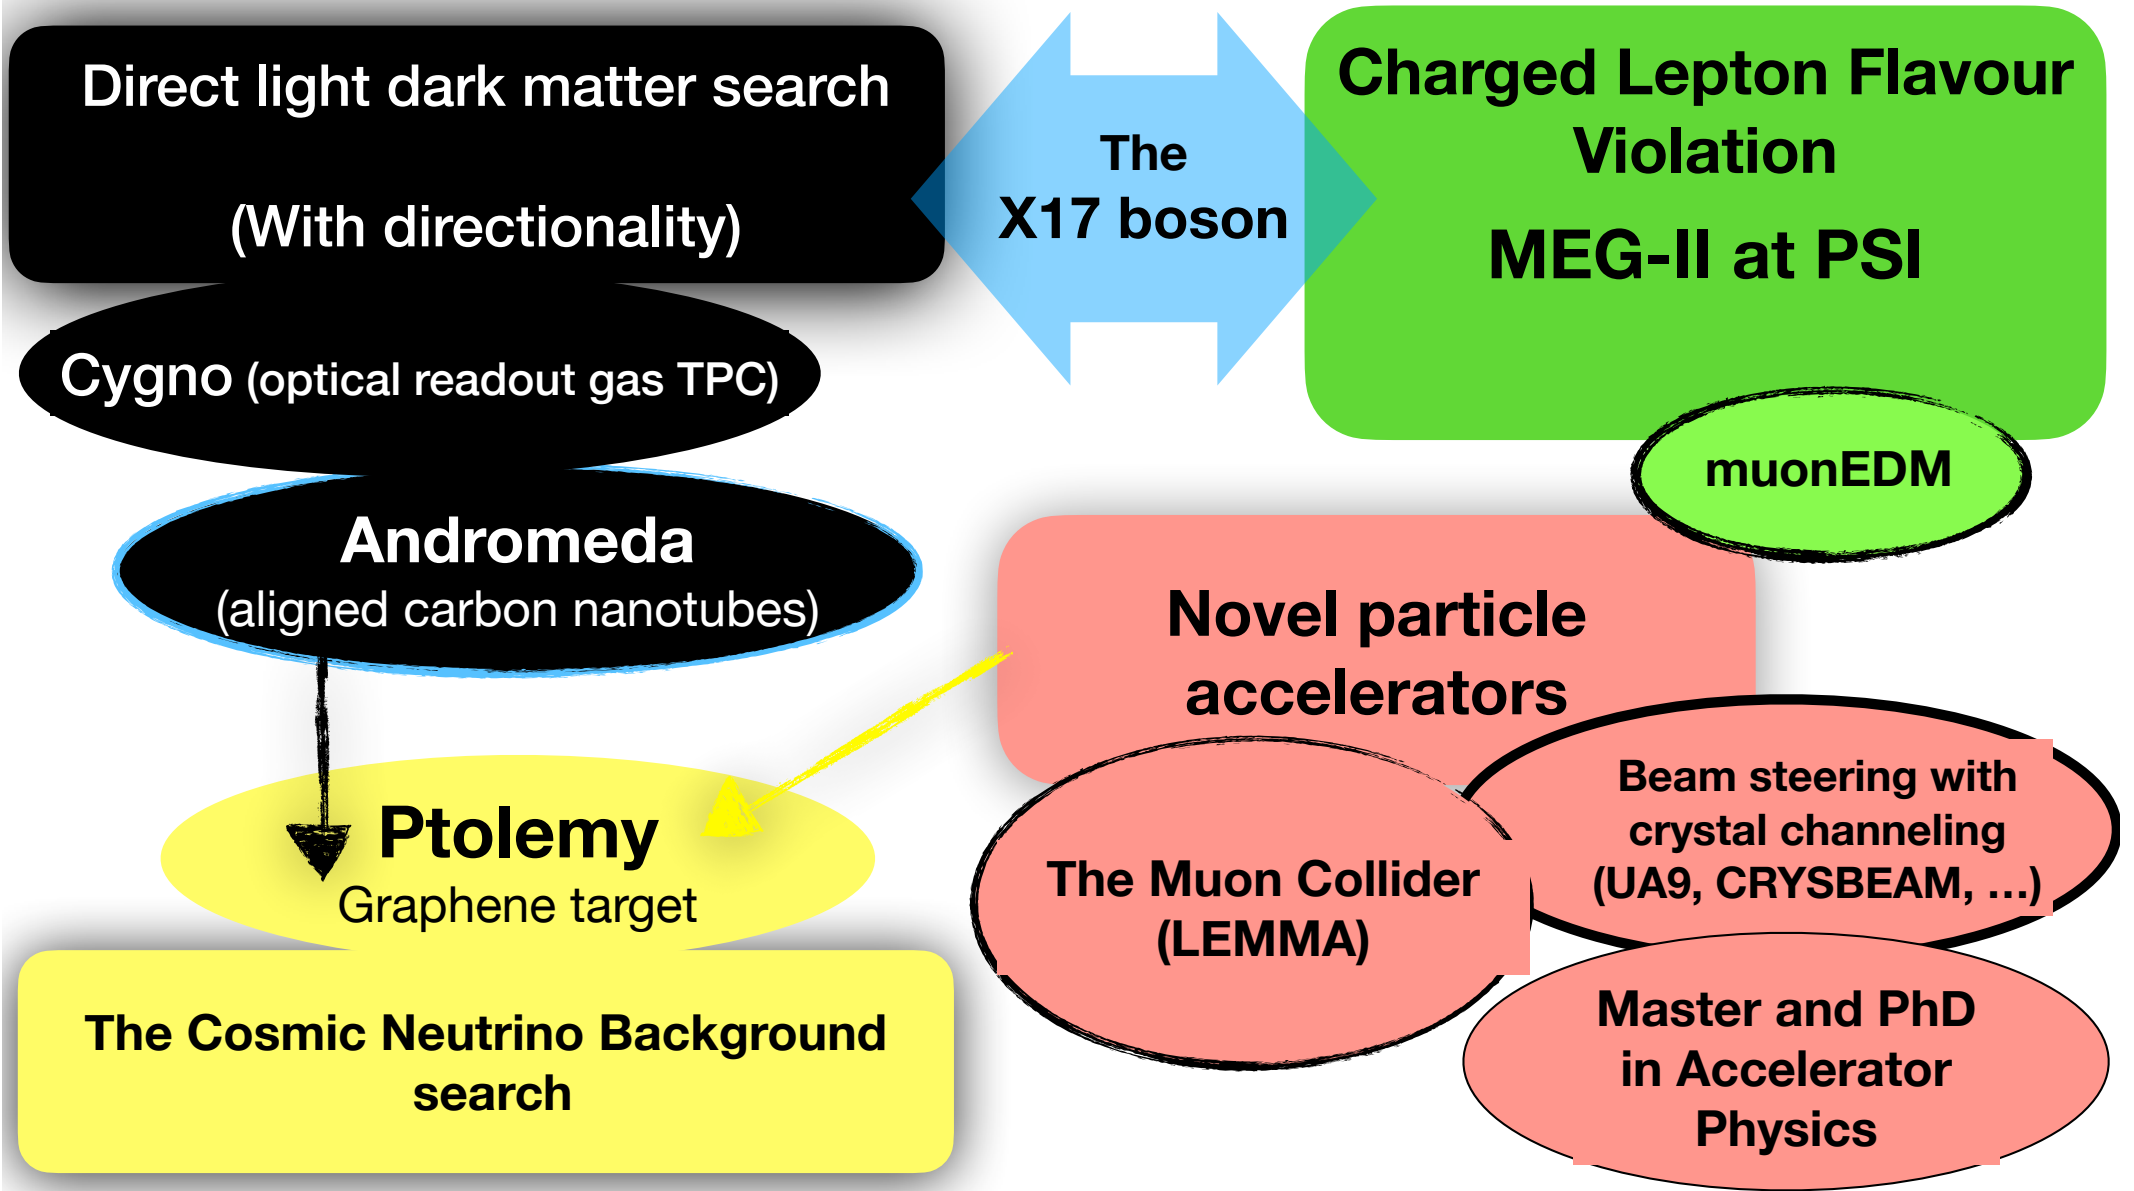 Direct light dark matter search
(With directionality)
Cygno (optical readout gas TPC)
Andromeda
(aligned carbon nanotubes)
Ptolemy
Graphene target
The Cosmic Neutrino Background
search
The
X17 boson
Charged Lepton Flavour
Violation
MEG-II at PSI
muonEDM
Novel particle
accelerators
Beam steering with
crystal channeling
(UA9, CRYSBEAM, …)
The Muon Collider
(LEMMA)
Master and PhD
in Accelerator
Physics